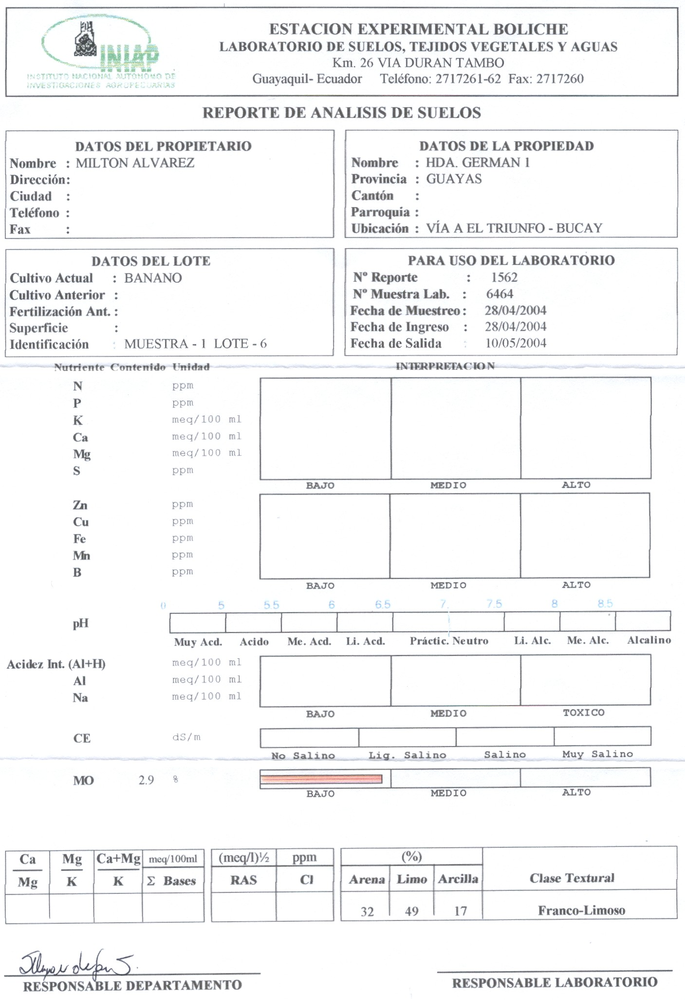 INIAP
INSTITUTO NACIONAL AUTONOMO DE
INVESTIGACIONES AGROPECUARIAS
ESTACION EXPERIMENTAL BOLICHE
LABORATORIO DE SUELOS, TEJIDOS VEGETALES Y AGUAS
Km. 26 VIA DURAN TAMBO
Guayaquil- Ecuador Teléfono: 2717261-62 Fax: 2717260
REPORTE DE ANALISIS DE SUELOS
DATOS DEL PROPIETARIO
Nombre : MILTON ALVAREZ
Dirección:
Ciudad :
Teléfono :
Fax :
DATOS DE LA PROPIEDAD
Nombre : HDA. GERMAN 1
Provincia : GUAYAS
Cantón :
Parroquia :
Ubicación : VÍA A EL TRIUNFO - BUCAY
DATOS DEL LOTE
Cultivo Actual : BANANO
Cultivo Anterior :
Fertilización Ant. :
Superficie :
Identificación : MUESTRA - 1 LOTE - 6
PARA USO DEL LABORATORIO
Nº Reporte : 1562
Nº Muestra Lab. : 6464
Fecha de Muestreo : 28/04/2004
Fecha de Ingreso : 28/04/2004
Fecha de Salida : 10/05/2004
Nutriente Contenido Unidad INTERPRETACION
N ppm
P ppm
K meq/100 ml
Ca meq/100 ml
Mg meq/100 ml
S ppm
BAJO MEDIO ALTO
Zn ppm
Cu ppm
Fe ppm
Mn ppm
B ppm
BAJO MEDIO ALTO
0 5 5.5 6 6.5 7. 7.5 8 8.5
pH
Muy Acd. Acido Me. Acd. Li. Acd. Práctic. Neutro Li. Alc. Me. Alc. Alcalino
Acidez Int. (Al+H) meq/100 ml
Al meq/100 ml
Na meq/100 ml
BAJO MEDIO TOXICO
CE dS/m
No Salino Lig. Salino Salino Muy Salino
MO 2.9 %
BAJO MEDIO ALTO
Ca Mg Ca+Mg meq/100ml (meq/l)½ ppm (%)
Mg K K Σ Bases RAS Cl Arena Limo Arcilla Clase Textural
32 49 17 Franco-Limoso
RESPONSABLE DEPARTAMENTO
RESPONSABLE LABORATORIO